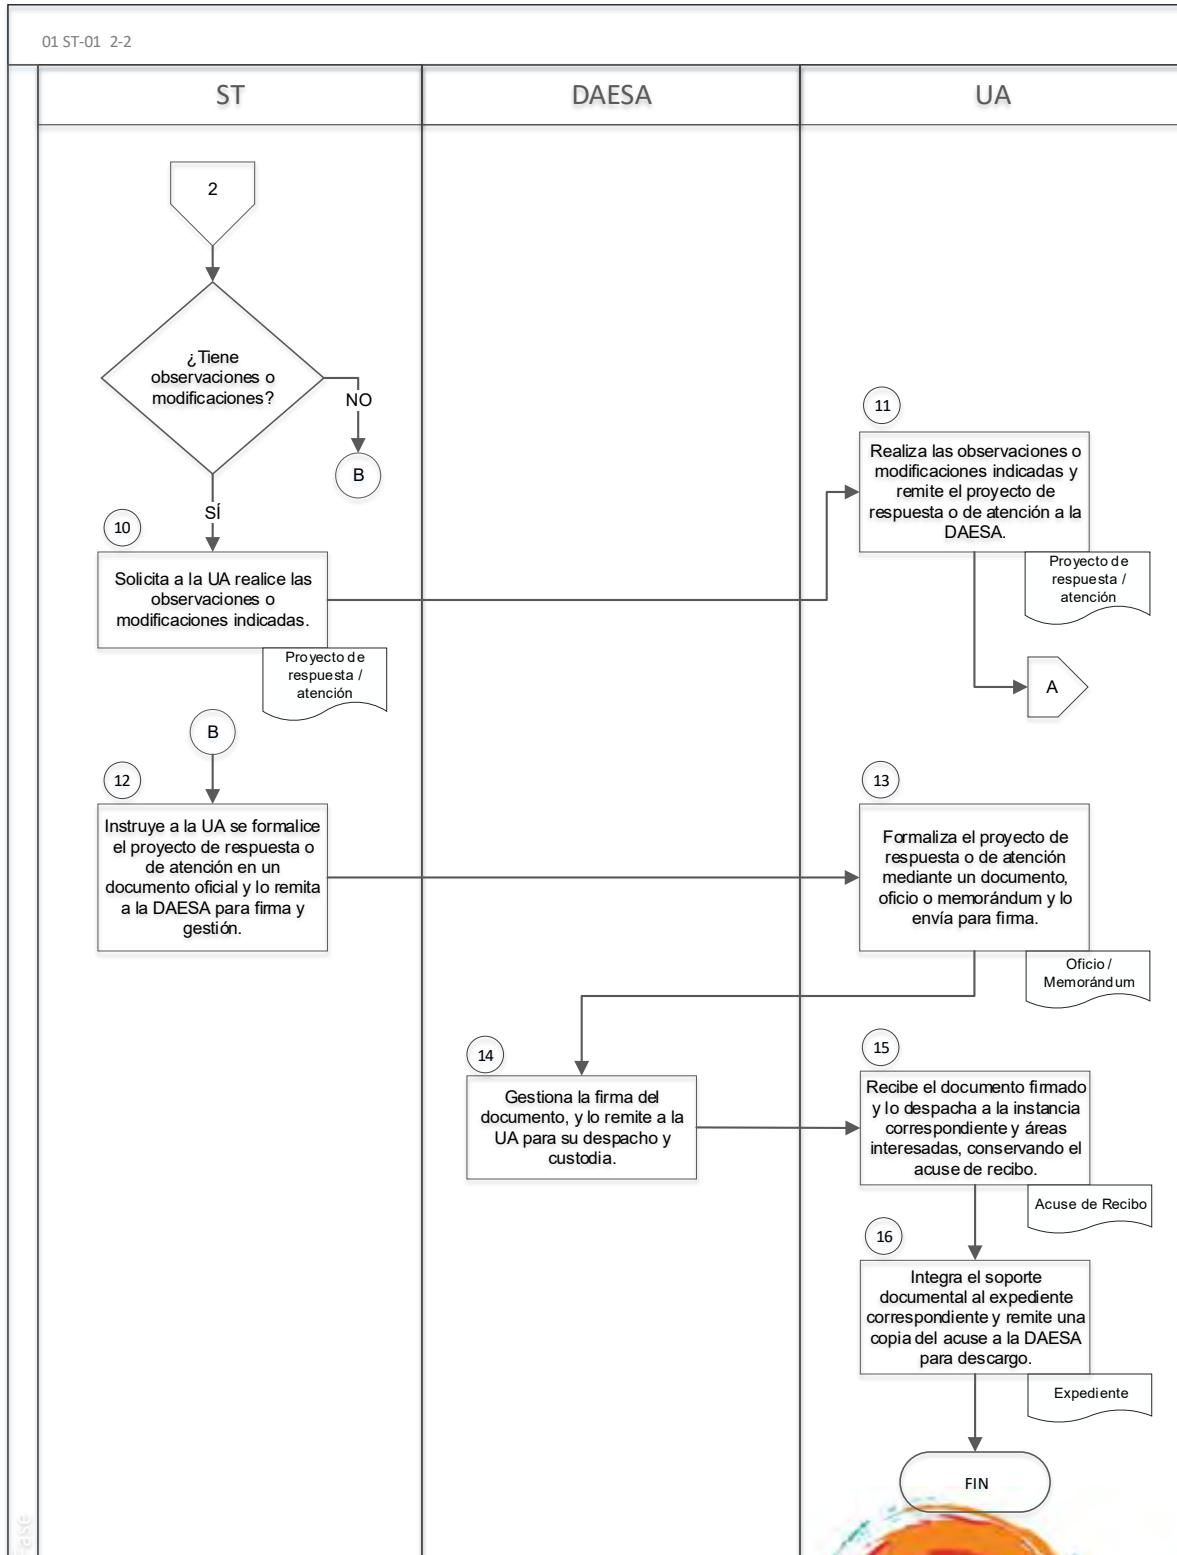 01 ST-01 2-2
ST
DAESA
UA
2
¿Tiene
observaciones o
modificaciones?
NO
B
SÍ
10
Solicita a la UA realice las
observaciones o
modificaciones indicadas.
Proyecto de
respuesta /
atención
11
Realiza las observaciones o
modificaciones indicadas y
remite el proyecto de
respuesta o de atención a la
DAESA.
Proyecto de
respuesta /
atención
A
B
12
Instruye a la UA se formalice
el proyecto de respuesta o
de atención en un
documento oficial y lo remita
a la DAESA para firma y
gestión.
13
Formaliza el proyecto de
respuesta o de atención
mediante un documento,
oficio o memorándum y lo
envía para firma.
Oficio /
Memorándum
14
Gestiona la firma del
documento, y lo remite a la
UA para su despacho y
custodia.
15
Recibe el documento firmado
y lo despacha a la instancia
correspondiente y áreas
interesadas, conservando el
acuse de recibo.
Acuse de Recibo
16
Integra el soporte
documental al expediente
correspondiente y remite una
copia del acuse a la DAESA
para descargo.
Expediente
FIN